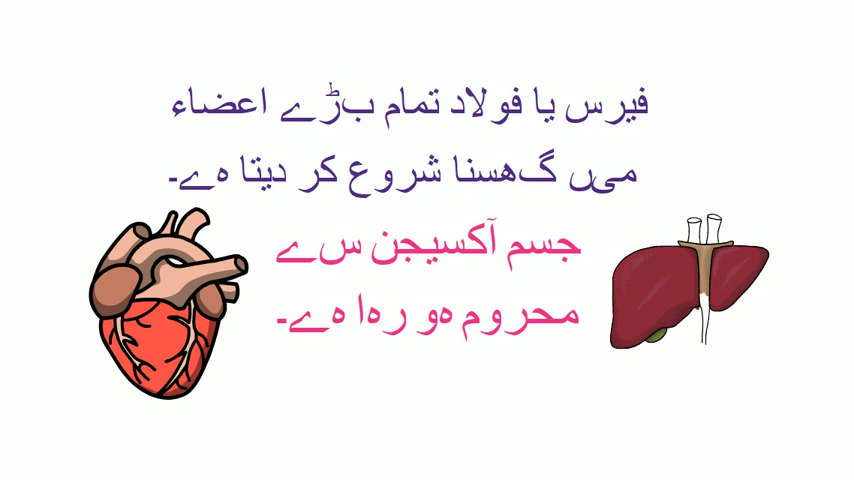 فیرس یا فولاد تمام بڑے اعضاء
میں گھسنا شروع کر دیتا ہے۔
جسم آکسیجن سے
محروم ہو رہا ہے۔